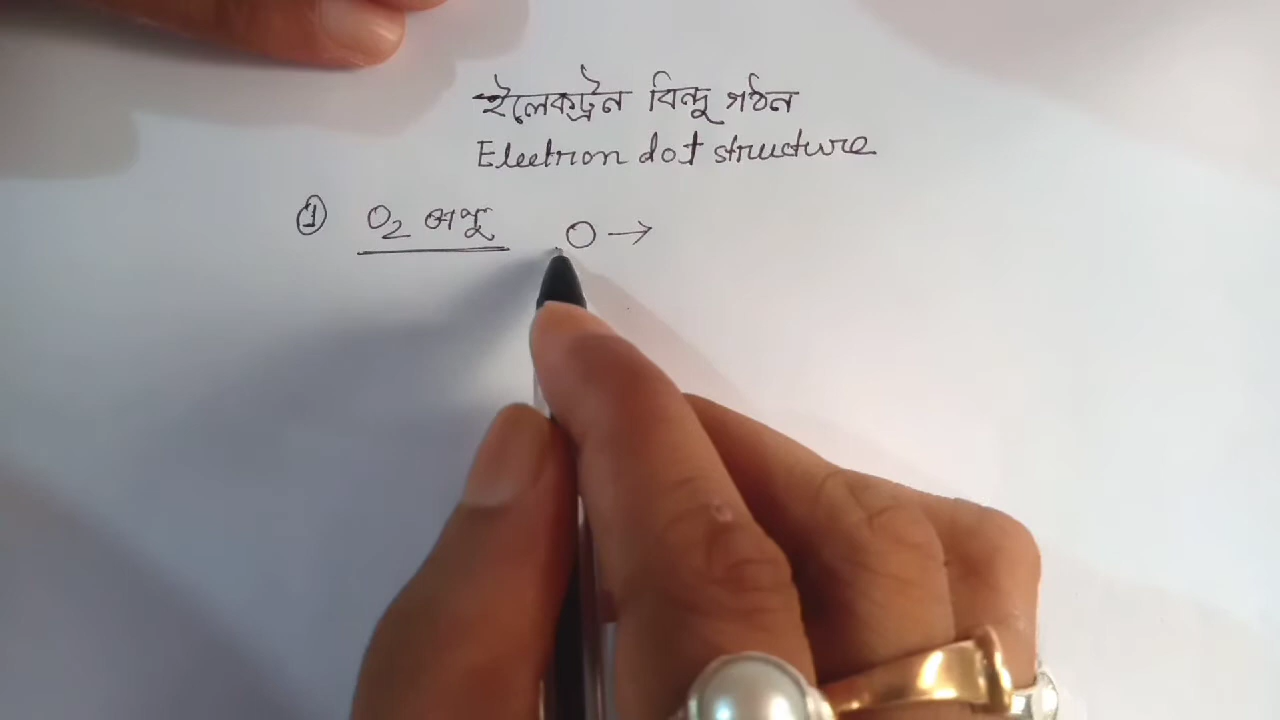 ইলেকট্রন বিন্দু গঠন
Electron dot structure
① O₂ অণু O →